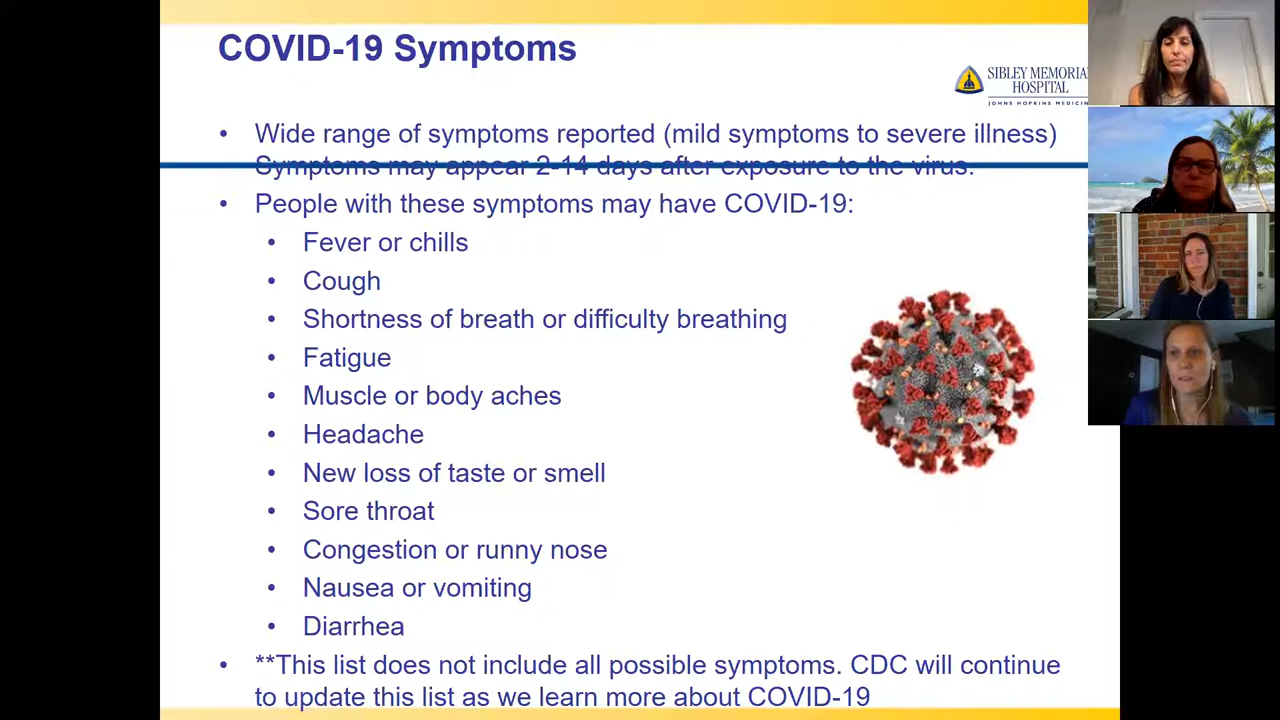 COVID-19 Symptoms
SIBLEY MEMORIA
HOSPITAL
JOHNS HOPKINS MEDICIN
• Wide range of symptoms reported (mild symptoms to severe illness)
Symptoms may appear 2-14 days after exposure to the virus.
• People with these symptoms may have COVID-19:
• Fever or chills
• Cough
• Shortness of breath or difficulty breathing
• Fatigue
• Muscle or body aches
• Headache
• New loss of taste or smell
• Sore throat
• Congestion or runny nose
• Nausea or vomiting
• Diarrhea
• **This list does not include all possible symptoms. CDC will continue
to update this list as we learn more about COVID-19